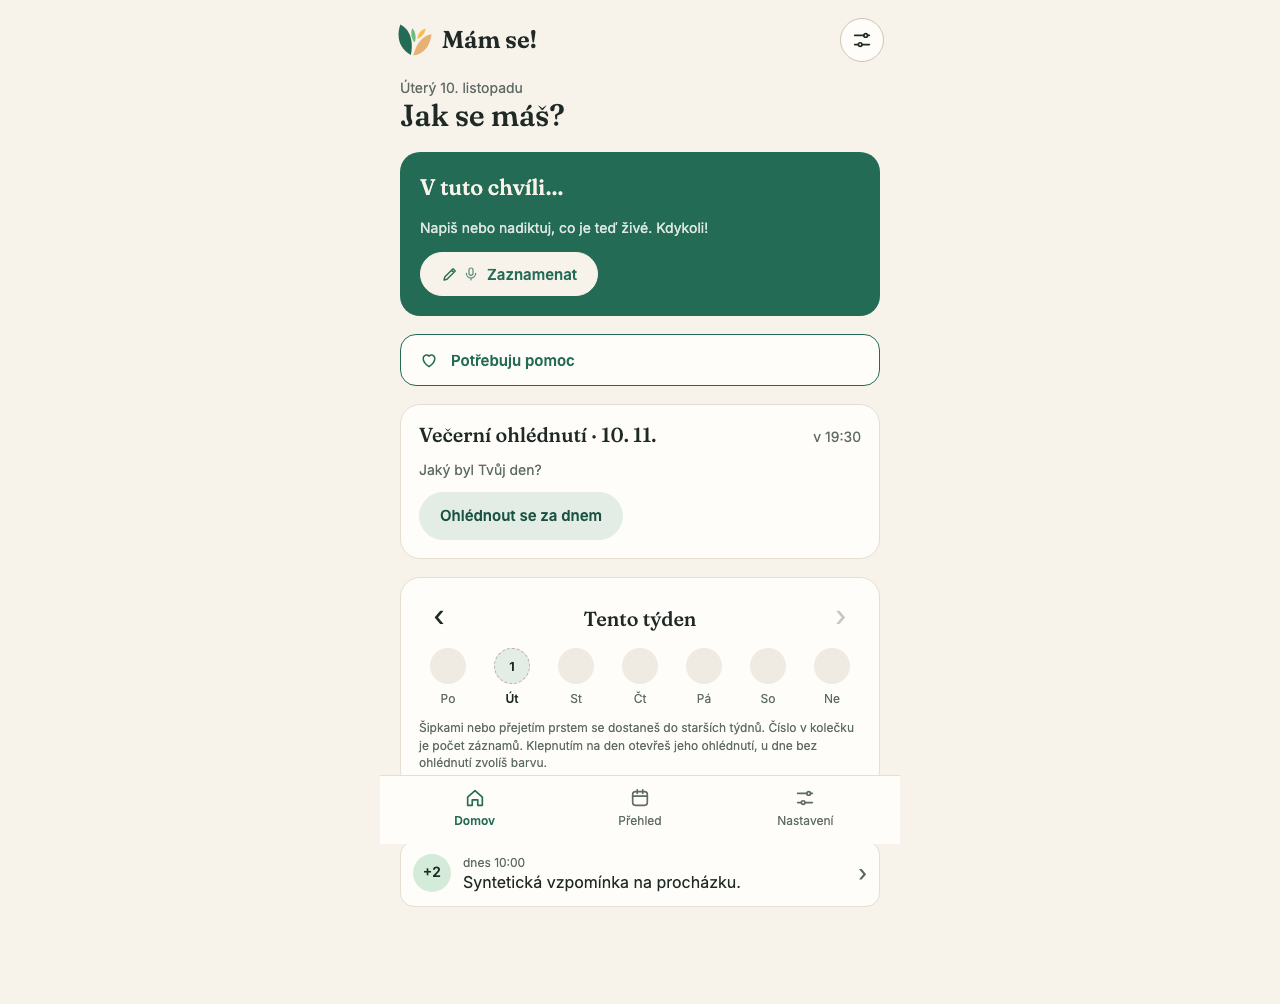 Mám se!
Úterý 10. listopadu
Jak se máš?
V tuto chvíli…
Napiš nebo nadiktuj, co je teď živé. Kdykoli!
Zaznamenat
Potřebuju pomoc
Večerní ohlédnutí · 10. 11.
v 19:30
Jaký byl Tvůj den?
Ohlédnout se za dnem
‹ Tento týden ›
1
Po Út St Čt Pá So Ne
Šipkami nebo přejetím prstem se dostaneš do starších týdnů. Číslo v kolečku
je počet záznamů. Klepnutím na den otevřeš jeho ohlédnutí, u dne bez
ohlédnutí zvolíš barvu.
Domov Přehled Nastavení
dnes 10:00
+2 Syntetická vzpomínka na procházku. ›